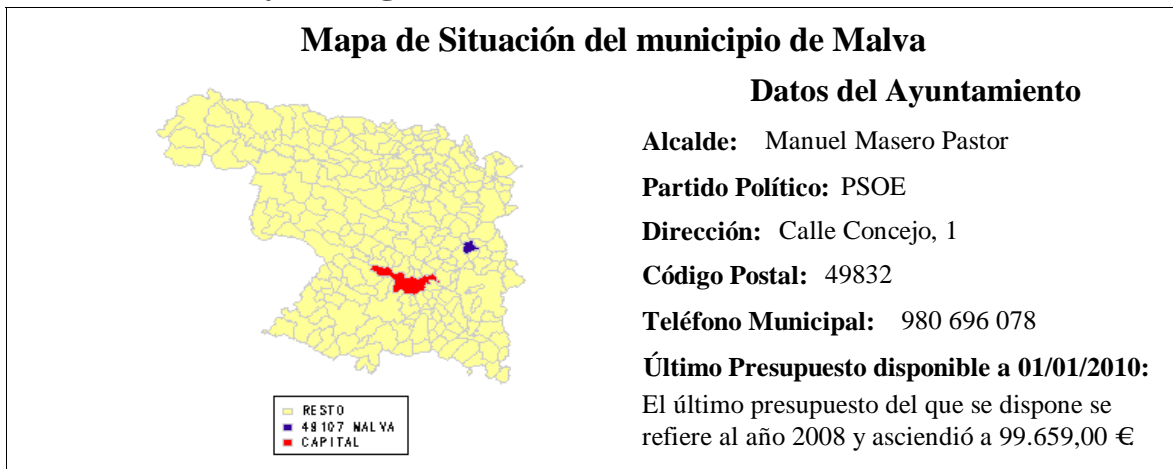 Mapa de Situación del municipio de Malva
Datos del Ayuntamiento
Alcalde: Manuel Masero Pastor
Partido Político: PSOE
Dirección: Calle Concejo, 1
Código Postal: 49832
Teléfono Municipal: 980 696 078
Último Presupuesto disponible a 01/01/2010:
El último presupuesto del que se dispone se
refiere al año 2008 y asciendió a 99.659,00 €
RESTO
49107 MALVA
CAPITAL